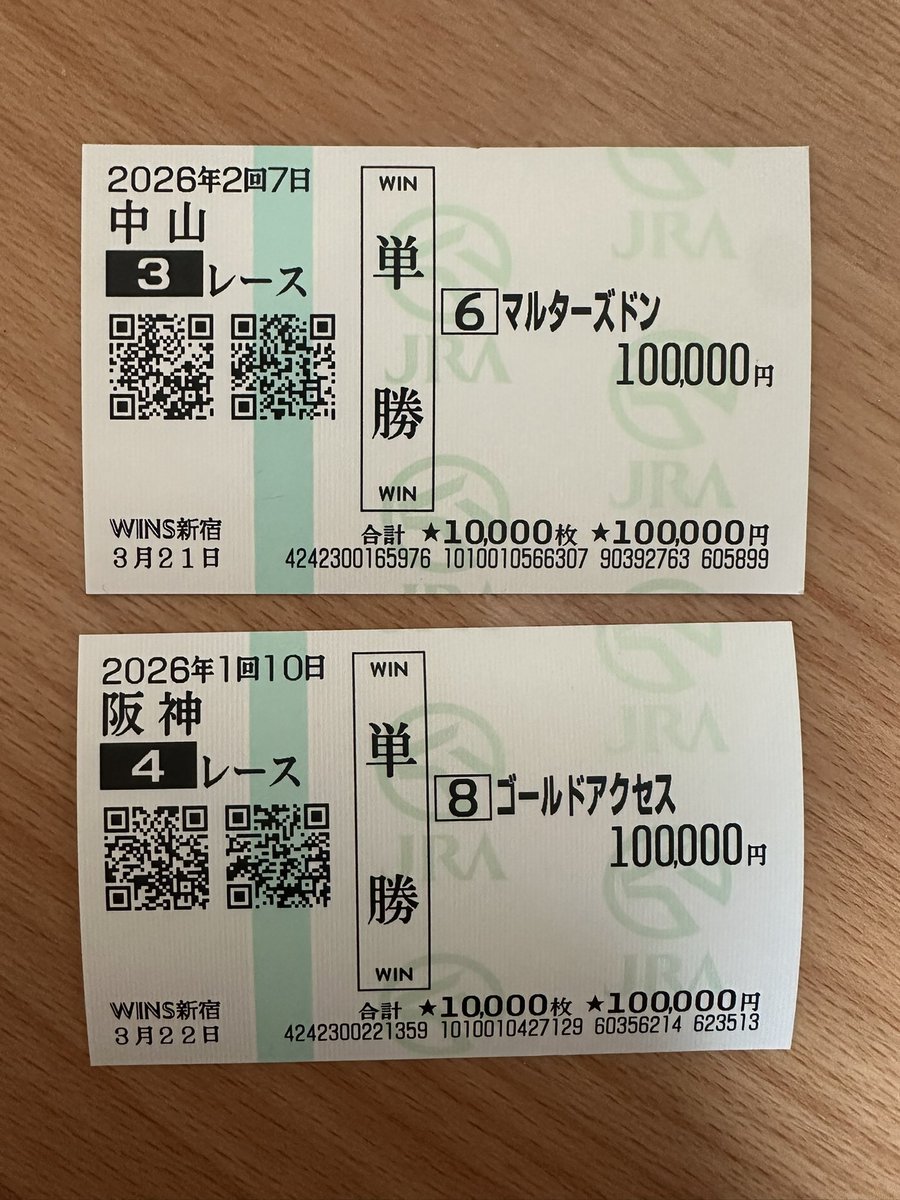 2026年2回7日
中山
3レース
WIN
単勝
WIN
6 マルターズドン
100,000円
WINS新宿
3月21日
合計 ★10,000枚 ★100,000円
4242300165976 1010010566307 90392763 605899
JRA
JRA
JRA
JRA
2026年1回10日
阪神
4レース
WIN
単勝
WIN
8 ゴールドアクセス
100,000円
WINS新宿
3月22日
合計 ★10,000枚 ★100,000円
4242300221359 1010010427129 60356214 623513
JRA
JRA
JRA